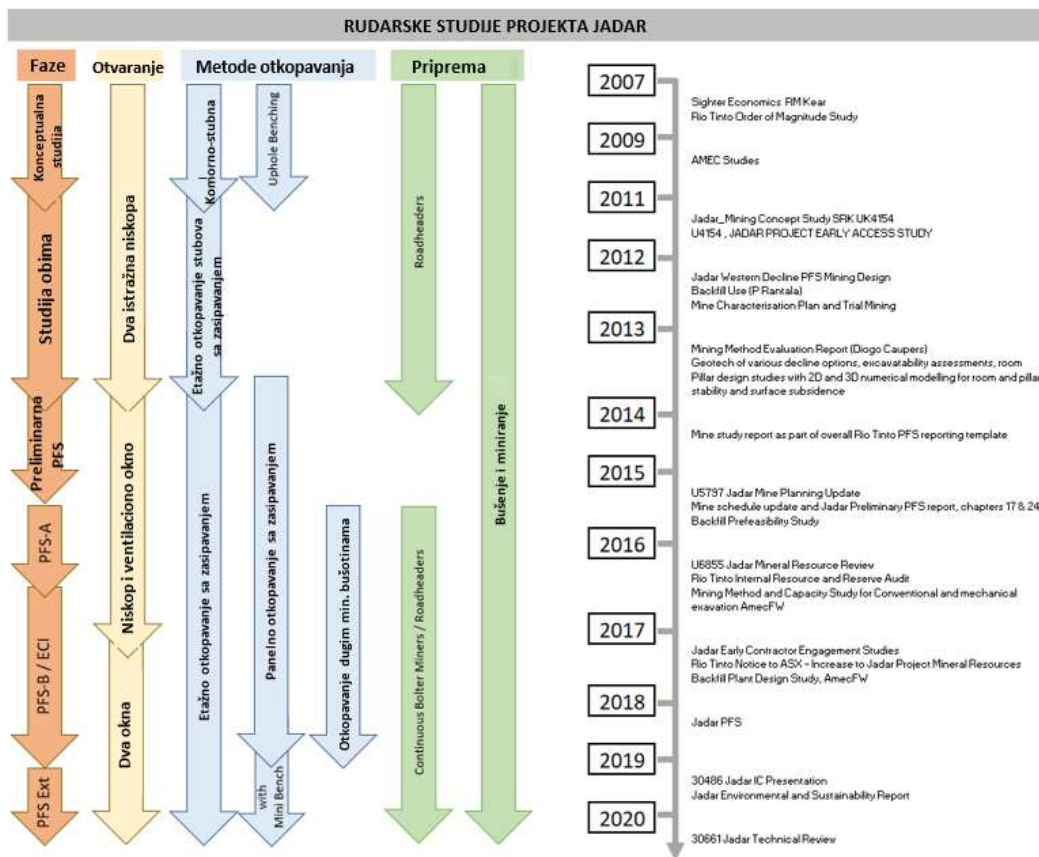 RUDARSKE STUDIJE PROJEKTA JADAR
Faze
Otvaranje
Metode otkopavanja
Priprema
Konceptualna
studija
Studija obima
Preliminarna
PFS
PFS-A
PFS-B / ECI
PFS Ext
Dva istražna niskopa
Niskop i ventilaciono okno
Dva okna
Komorno-stubna
Etažno otkopavanje stubova
sa zasipavanjem
Etažno otkopavanje sa zasipavanjem
Uphole Benching
Panelno otkopavanje sa zasipavanjem
with
Mini Bench
Otkopavanje dugim min. bušotinama
Roadheaders
Continuous Bolter Miners / Roadheaders
Bušenje i miniranje
2007
Sighter Economics RM Kear
Rio Tinto Order of Magnitude Study
2009
AMEC Studies
2011
Jadar_Mining Concept Study SRK UK4154
U4154 , JADAR PROJECT EARLY ACCESS STUDY
2012
Jadar Western Decline PFS Mining Design
Backfill Use (P Rantala)
Mine Characterisation Plan and Trial Mining
2013
Mining Method Evaluation Report (Diogo Caupers)
Geotech of various decline options, excavatability assessments, room
Pillar design studies with 2D and 3D numerical modelling for room and pillar
stability and surface subsidence
2014
Mine study report as part of overall Rio Tinto PFS reporting template
2015
U5797 Jadar Mine Planning Update
Mine schedule update and Jadar Preliminary PFS report, chapters 17 & 24
Backfill Prefeasibility Study
2016
U6855 Jadar Mineral Resource Review
Rio Tinto Internal Resource and Reserve Audit
Mining Method and Capacity Study for Conventional and mechanical
exavation AmecFW
2017
Jadar Early Contractor Engagement Studies
Rio Tinto Notice to ASX - Increase to Jadar Project Mineral Resources
Backfill Plant Design Study, AmecFW
2018
Jadar PFS
2019
30486 Jadar IC Presentation
Jadar Environmental and Sustainability Report
2020
30661 Jadar Technical Review